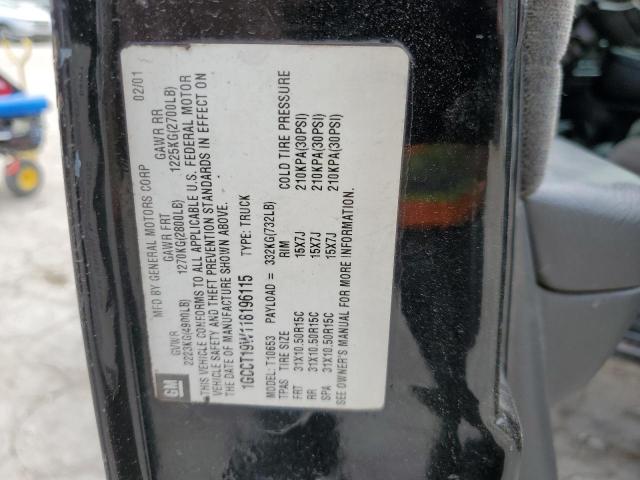 GM
MFD BY GENERAL MOTORS CORP 02/01
GVWR GAWR FRT GAWR RR
2223KG(4900LB) 1270KG(2800LB) 1225KG(2700LB)
THIS VEHICLE CONFORMS TO ALL APPLICABLE U.S. FEDERAL MOTOR
VEHICLE SAFETY AND THEFT PREVENTION STANDARDS IN EFFECT ON
THE DATE OF MANUFACTURE SHOWN ABOVE.
1GCCT19W118196115 TYPE: TRUCK
MODEL: T10653 PAYLOAD = 332KG(732LB)
TPAS TIRE SIZE RIM COLD TIRE PRESSURE
FRT 31X10.50R15C 15X7J 210KPA(30PSI)
RR 31X10.50R15C 15X7J 210KPA(30PSI)
SPA 31X10.50R15C 15X7J 210KPA(30PSI)
SEE OWNER'S MANUAL FOR MORE INFORMATION.